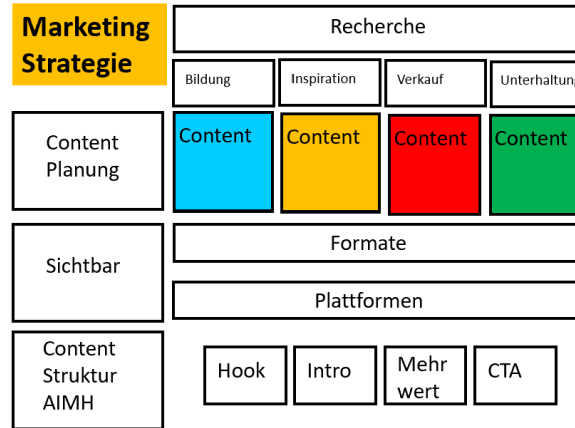 Marketing
Strategie
Recherche
Bildung
Inspiration
Verkauf
Unterhaltung
Content
Planung
Content
Content
Content
Content
Sichtbar
Formate
Plattformen
Content
Struktur
AIMH
Hook
Intro
Mehr
wert
CTA